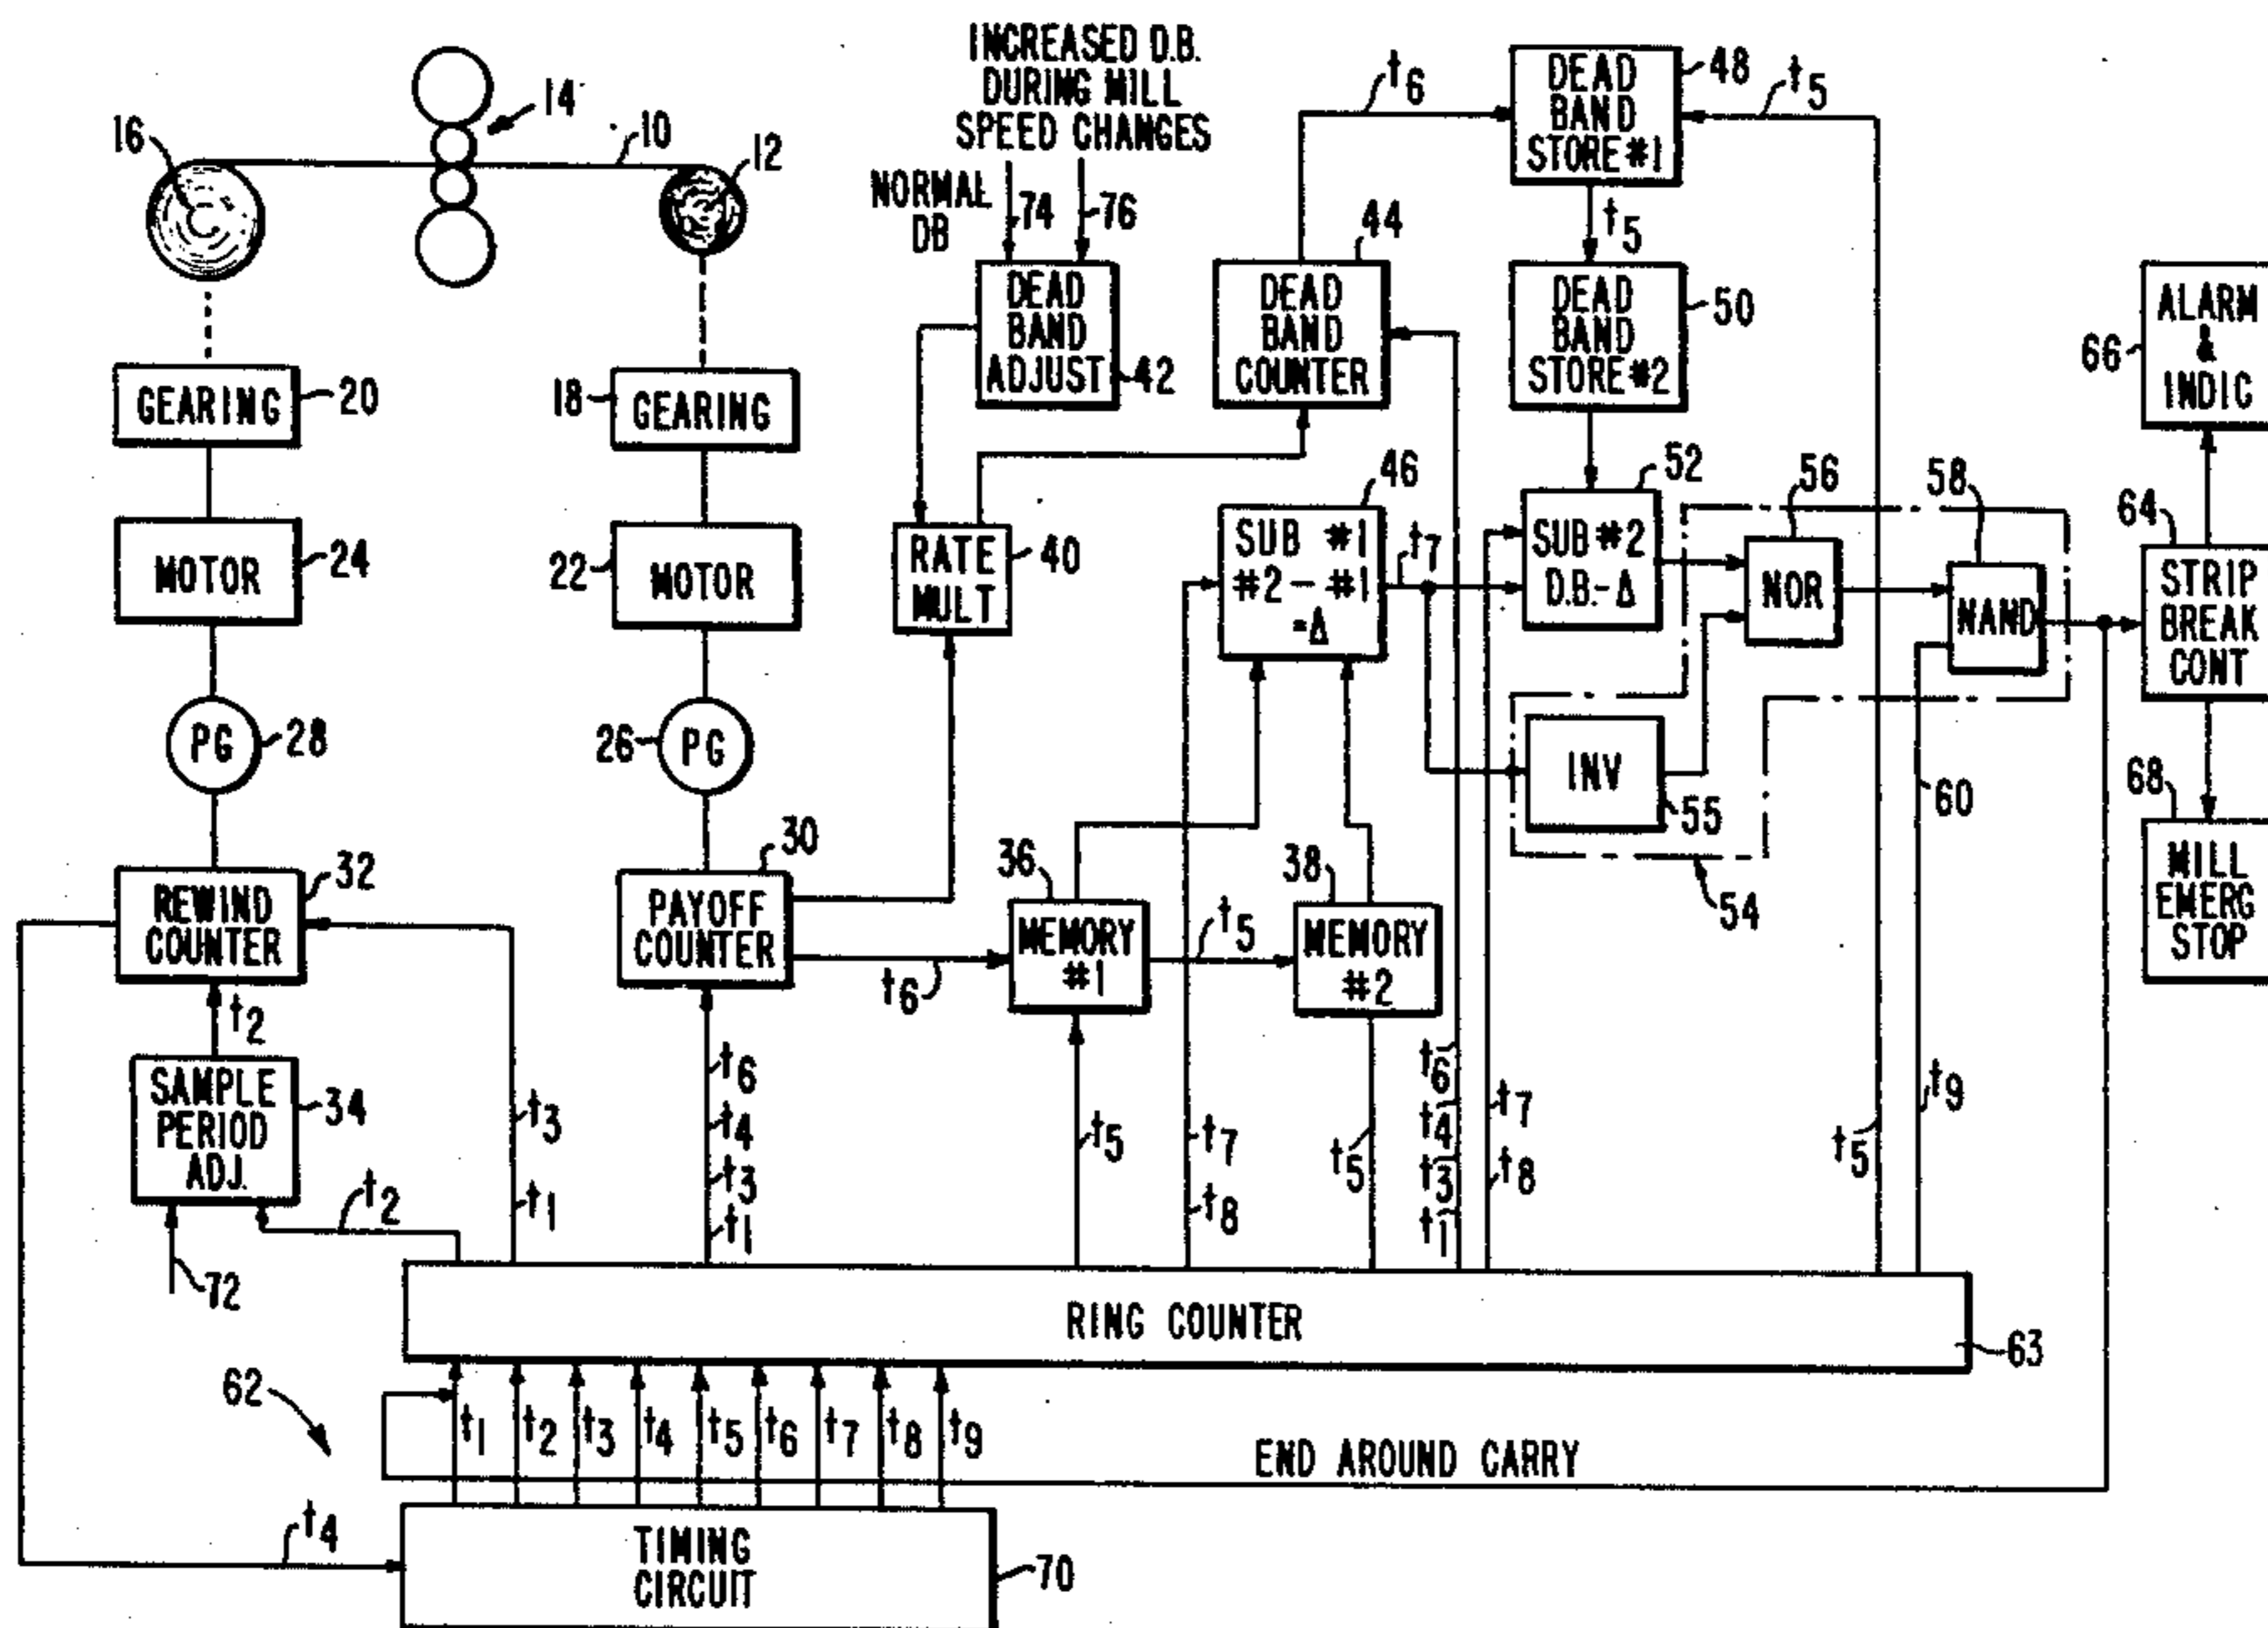 INCREASED D.B.
DURING MILL
SPEED CHANGES
NORMAL
DB
74
76
16
14
10
12
t6
DEAD
BAND
STORE #1
48
t5
t5
DEAD
BAND
ADJUST
42
44
DEAD
BAND
COUNTER
DEAD
BAND
STORE #2
50
ALARM
&
INDIC
66
GEARING
20
18
GEARING
MOTOR
24
22
MOTOR
RATE
MULT
40
46
SUB #1
#2 - #1
=Δ
t7
52
SUB #2
D.B.-Δ
56
NOR
58
NAND
64
STRIP
BREAK
CONT
PG
28
26
PG
INV
55
54
60
68
MILL
EMERG
STOP
REWIND
COUNTER
32
30
PAYOFF
COUNTER
t6
36
MEMORY
#1
t5
38
MEMORY
#2
t2
SAMPLE
PERIOD
ADJ.
34
t2
72
t3
t1
t6
t4
t3
t1
t5
t7
t8
t5
t6
t4
t3
t1
t7
t8
t5
t9
RING COUNTER
63
62
t1
t2
t3
t4
t5
t6
t7
t8
t9
END AROUND CARRY
t4
TIMING
CIRCUIT
70